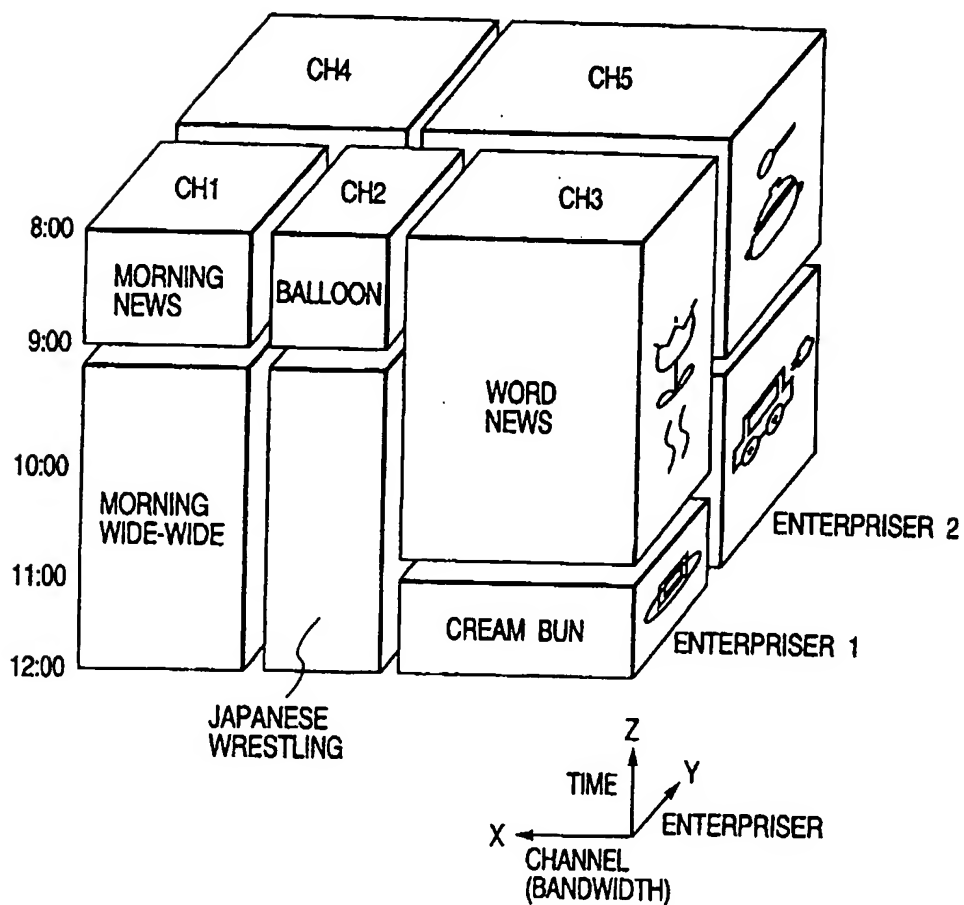 CH4
CH5
CH1
CH2
CH3
8:00
MORNING
NEWS
BALLOON
9:00
WORD
NEWS
10:00
MORNING
WIDE-WIDE
ENTERPRISER 2
11:00
CREAM BUN
ENTERPRISER 1
12:00
JAPANESE
WRESTLING
Z
TIME
Y
X
ENTERPRISER
CHANNEL
(BANDWIDTH)